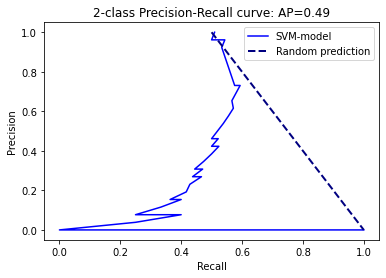 2-class Precision-Recall curve: AP=0.49
SVM-model
Random prediction
Precision
1.0
0.8
0.6
0.4
0.2
0.0
0.0 0.2 0.4 0.6 0.8 1.0
Recall